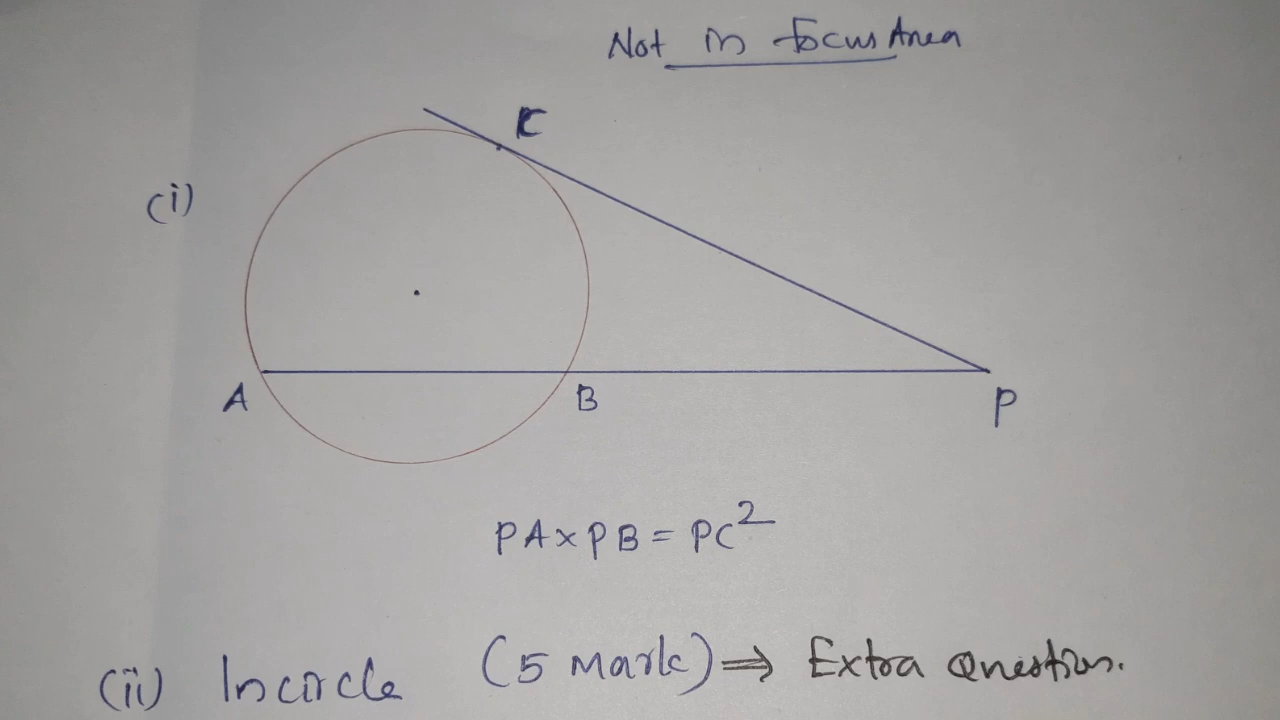 Not in focus Area
C
(i)
A
B
P
PA×PB = PC²
(ii) Incircle (5 mark) ⇒ Extra Question.